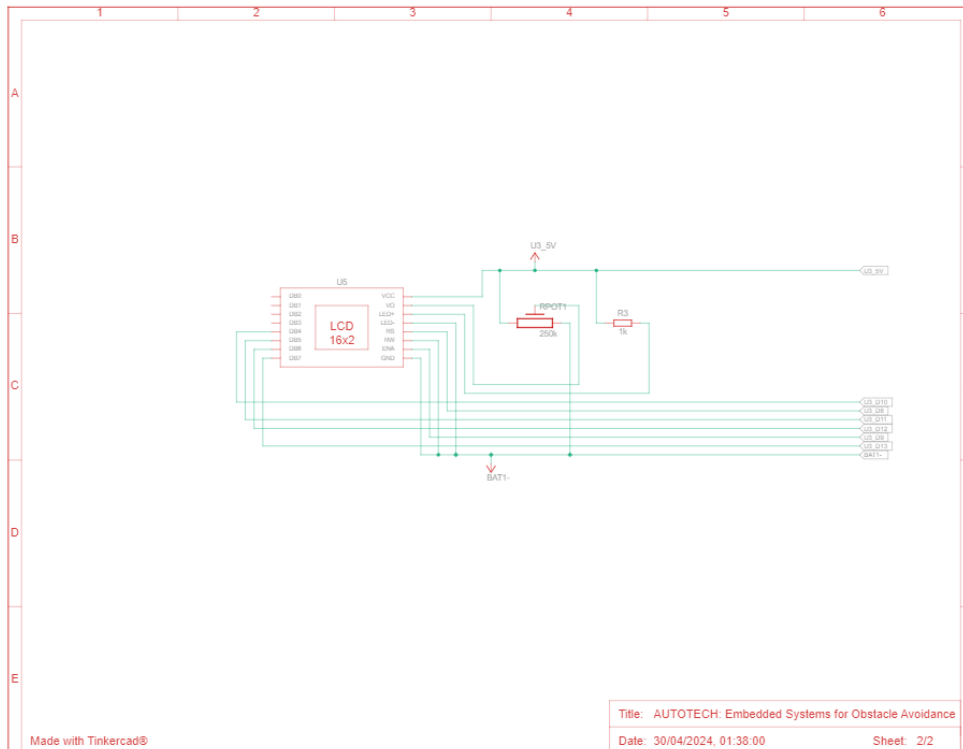 1 2 3 4 5 6
A
B
C
D
E
U3_5V
U3_5V
U5
DB0 VCC
DB1 VO
DB2 LED+
DB3 LED-
DB4 RS
DB5 RW
DB6 ENA
DB7 GND
LCD
16x2
RPOT1
250k
R3
1k
U3_D10
U3_D8
U3_D11
U3_D12
U3_D9
U3_D13
BAT1-
BAT1-
Title: AUTOTECH: Embedded Systems for Obstacle Avoidance
Made with Tinkercad®
Date: 30/04/2024, 01:38:00 Sheet: 2/2